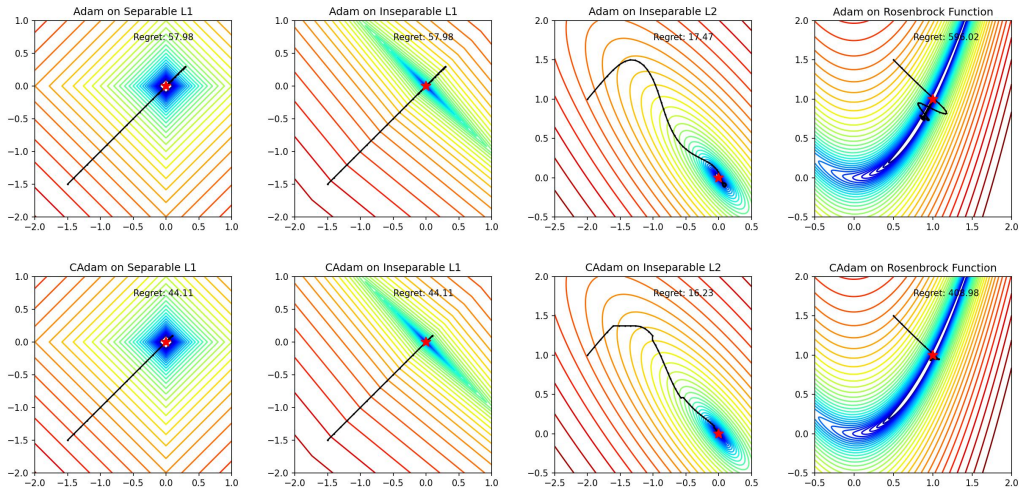 Adam on Separable L1
Regret: 57.98
1.0
0.5
0.0
−0.5
−1.0
−1.5
−2.0
−2.0 −1.5 −1.0 −0.5 0.0 0.5 1.0
Adam on Inseparable L1
Regret: 57.98
1.0
0.5
0.0
−0.5
−1.0
−1.5
−2.0
−2.0 −1.5 −1.0 −0.5 0.0 0.5 1.0
Adam on Inseparable L2
Regret: 17.47
2.0
1.5
1.0
0.5
0.0
−0.5
−2.5 −2.0 −1.5 −1.0 −0.5 0.0 0.5
Adam on Rosenbrock Function
Regret:
2.0
1.5
1.0
0.5
0.0
−0.5
−0.5 0.0 0.5 1.0 1.5 2.0
CAdam on Separable L1
Regret: 44.11
1.0
0.5
0.0
−0.5
−1.0
−1.5
−2.0
−2.0 −1.5 −1.0 −0.5 0.0 0.5 1.0
CAdam on Inseparable L1
Regret: 44.11
1.0
0.5
0.0
−0.5
−1.0
−1.5
−2.0
−2.0 −1.5 −1.0 −0.5 0.0 0.5 1.0
CAdam on Inseparable L2
Regret: 16.23
2.0
1.5
1.0
0.5
0.0
−0.5
−2.5 −2.0 −1.5 −1.0 −0.5 0.0 0.5
CAdam on Rosenbrock Function
Regret:
2.0
1.5
1.0
0.5
0.0
−0.5
−0.5 0.0 0.5 1.0 1.5 2.0